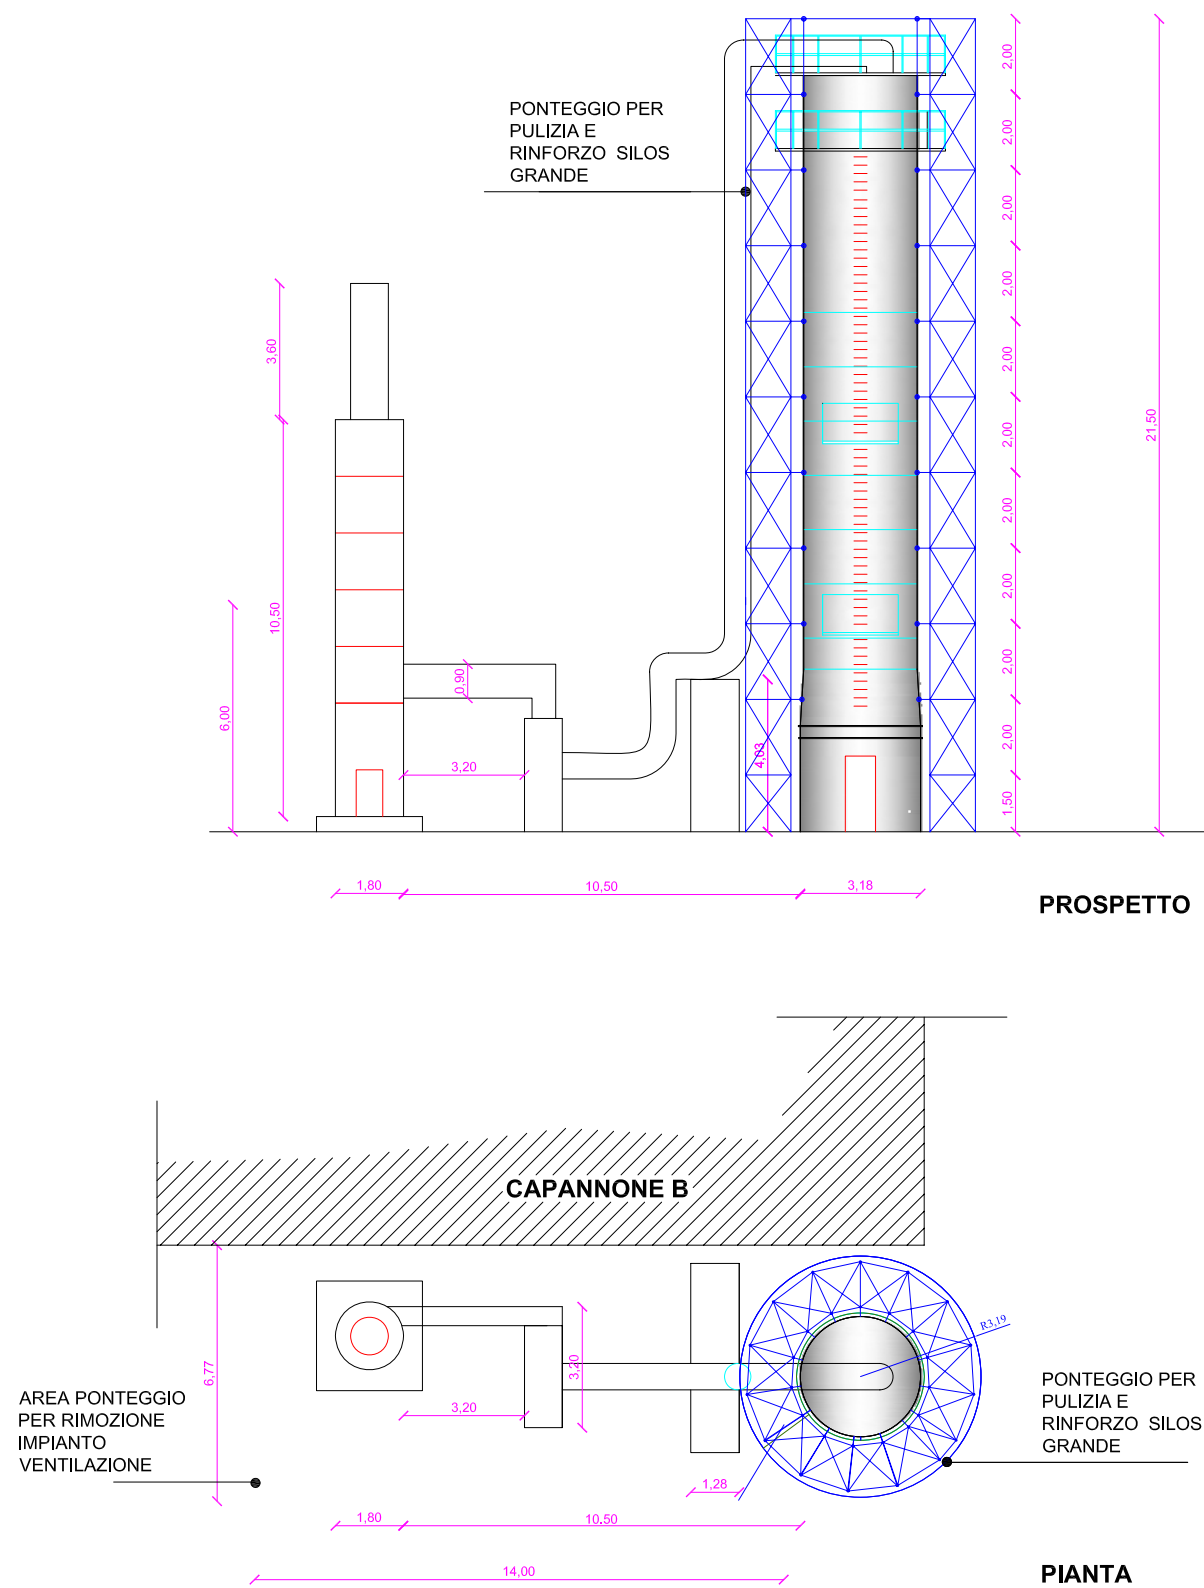 2,00
PONTEGGIO PER
PULIZIA E
RINFORZO SILOS
GRANDE
2,00
2,00
2,00
3,60
2,00
2,00
21,50
2,00
2,00
10,50
2,00
0,90
6,00
2,00
4,03
3,20
1,50
1,80
10,50
3,18
PROSPETTO
CAPANNONE B
R3,19
6,77
3,20
AREA PONTEGGIO
PER RIMOZIONE
IMPIANTO
VENTILAZIONE
3,20
PONTEGGIO PER
PULIZIA E
RINFORZO SILOS
GRANDE
1,28
1,80
10.50
14,00
PIANTA